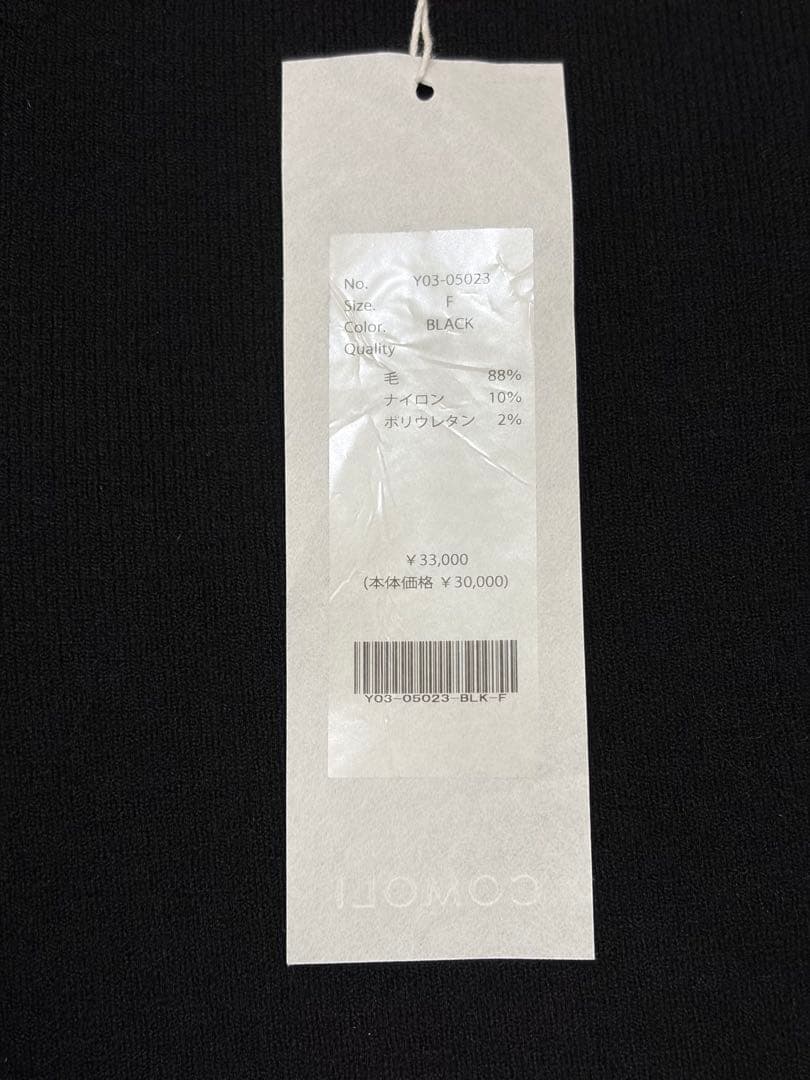 No. Y03-05023
Size. F
Color. BLACK
Quality
毛 88%
ナイロン 10%
ポリウレタン 2%
￥33,000
(本体価格 ￥30,000)
Y03-05023-BLK-F
COMOLI